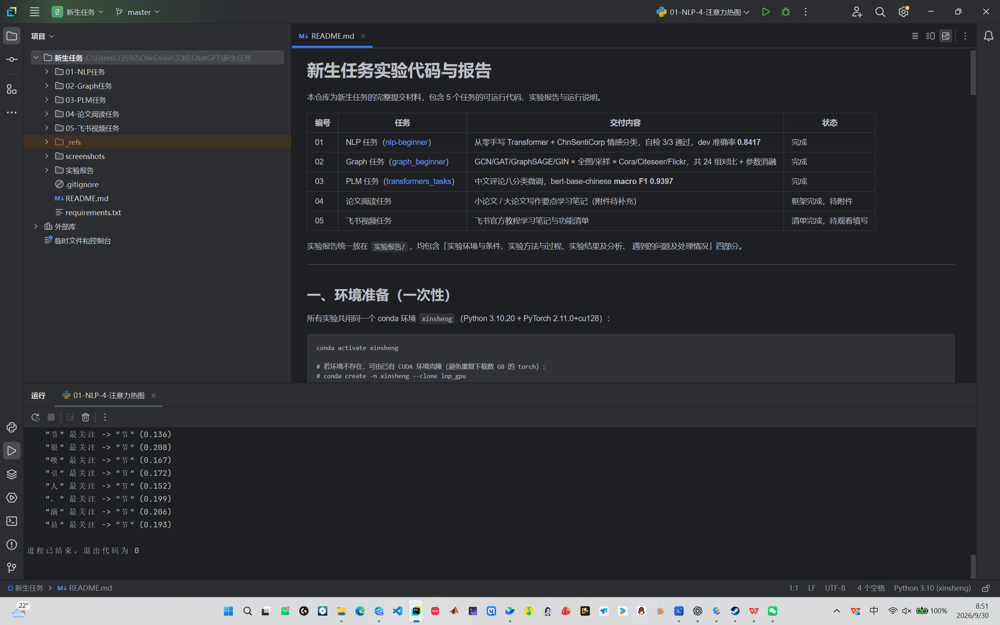 新生任务
master
01-NLP-4-注意力热图
项目
README.md
新生任务 C:\Users\33592\OneDrive\文档\ChatGPT\新生任务
01-NLP任务
02-Graph任务
03-PLM任务
04-论文阅读任务
05-飞书视频任务
_refs
screenshots
实验报告
.gitignore
README.md
requirements.txt
外部库
临时文件和控制台
新生任务实验代码与报告
本仓库为新生任务的完整提交材料，包含 5 个任务的可运行代码、实验报告与运行说明。
编号 任务 交付内容 状态
01 NLP 任务（nlp-beginner） 从零手写 Transformer + ChnSentiCorp 情感分类，自检 3/3 通过，dev 准确率 0.8417 完成
02 Graph 任务（graph_beginner） GCN/GAT/GraphSAGE/GIN × 全图/采样 × Cora/Citeseer/Flickr，共 24 组对比 + 参数消融 完成
03 PLM 任务（transformers_tasks） 中文评论八分类微调，bert-base-chinese macro F1 0.9397 完成
04 论文阅读任务 小论文 / 大论文写作要点学习笔记（附件待补充） 框架完成，待附件
05 飞书视频任务 飞书官方教程学习笔记与功能清单 清单完成，待观看填写
实验报告统一放在 实验报告/ ，均包含「实验环境与条件、实验方法与过程、实验结果及分析、 遇到的问题及处理情况」四部分。
一、环境准备（一次性）
所有实验共用同一个 conda 环境 xinsheng （Python 3.10.20 + PyTorch 2.11.0+cu128）：
conda activate xinsheng
# 若环境不存在，可由已有 CUDA 环境克隆（避免重复下载数 GB 的 torch）：
# conda create -n xinsheng --clone lnp_gpu
运行
01-NLP-4-注意力热图
“节” 最关注 -> “节” (0.136)
“很” 最关注 -> “节” (0.208)
“吸” 最关注 -> “节” (0.167)
“引” 最关注 -> “节” (0.172)
“人” 最关注 -> “节” (0.152)
“，” 最关注 -> “节” (0.199)
“演” 最关注 -> “节” (0.206)
“员” 最关注 -> “节” (0.193)
进程已结束，退出代码为 0
新生任务 > README.md
1:1 LF UTF-8 4 个空格 Python 3.10 (xinsheng)
22°
中
100%
8:51
2026/9/30